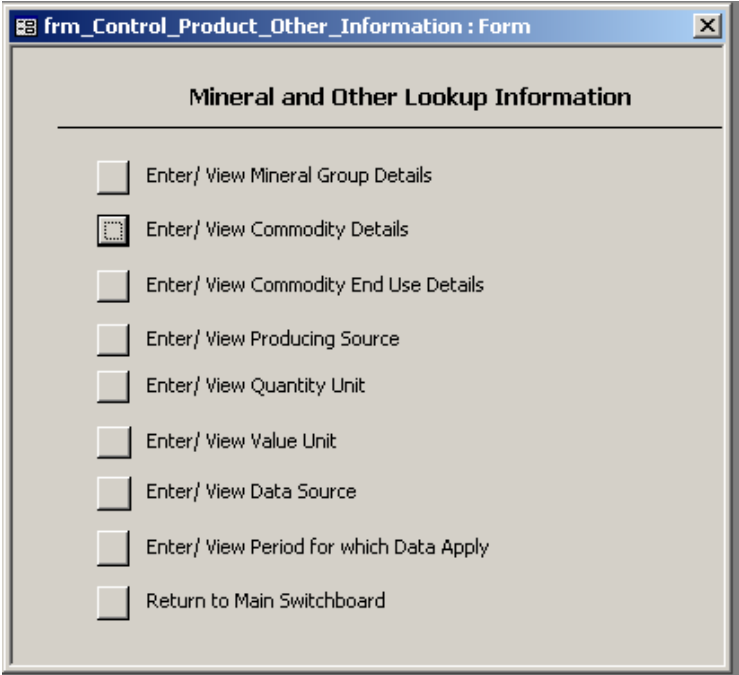 frm_Control_Product_Other_Information : Form
Mineral and Other Lookup Information
Enter/ View Mineral Group Details
Enter/ View Commodity Details
Enter/ View Commodity End Use Details
Enter/ View Producing Source
Enter/ View Quantity Unit
Enter/ View Value Unit
Enter/ View Data Source
Enter/ View Period for which Data Apply
Return to Main Switchboard